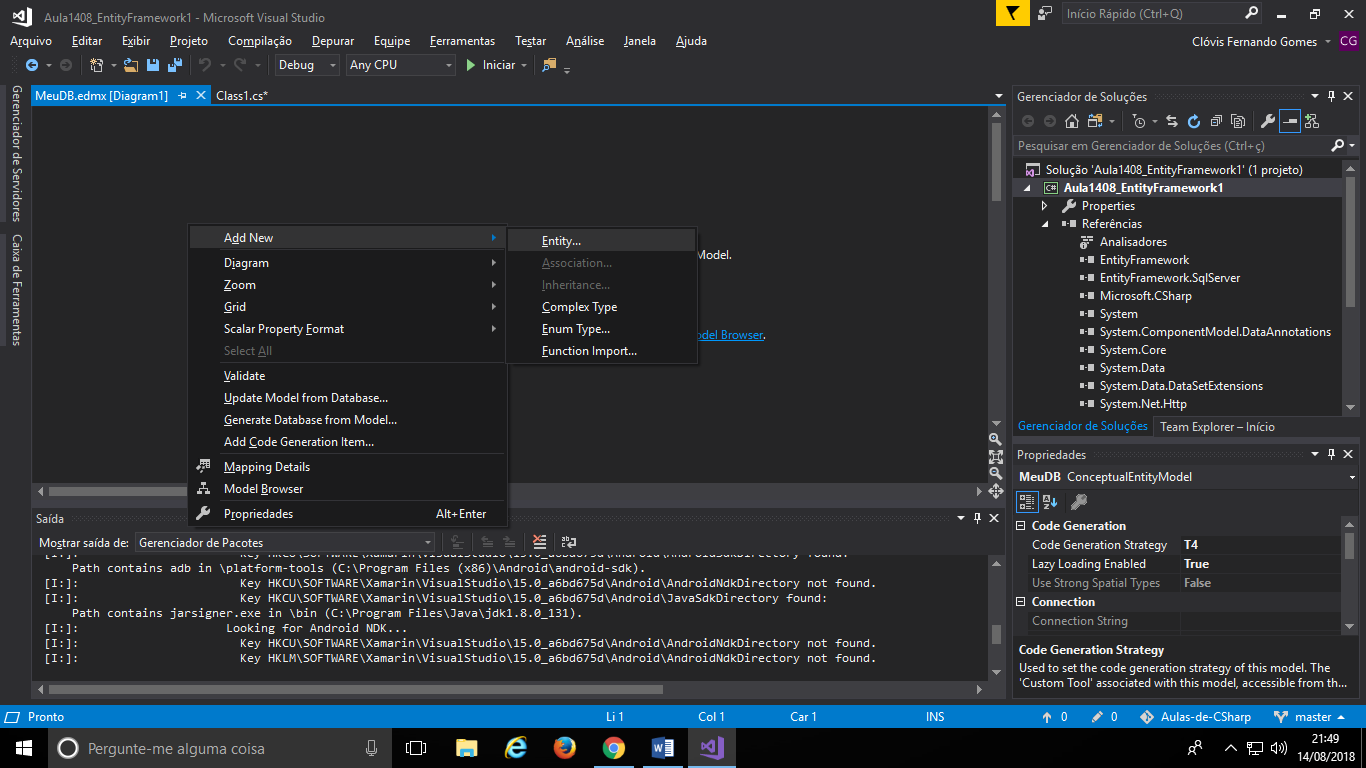 Aula1408_EntityFramework1 - Microsoft Visual Studio
Início Rápido (Ctrl+Q)
Arquivo Editar Exibir Projeto Compilação Depurar Equipe Ferramentas Testar Análise Janela Ajuda
Clóvis Fernando Gomes CG
Debug Any CPU Iniciar
Gerenciador de Servidores
Caixa de Ferramentas
MeuDB.edmx [Diagram1] Class1.cs*
Model.
Model Browser.
Add New
Diagram
Zoom
Grid
Scalar Property Format
Select All
Validate
Update Model from Database...
Generate Database from Model...
Add Code Generation Item...
Mapping Details
Model Browser
Propriedades Alt+Enter
Entity...
Association...
Inheritance...
Complex Type
Enum Type...
Function Import...
Gerenciador de Soluções
Pesquisar em Gerenciador de Soluções (Ctrl+ç)
Solução 'Aula1408_EntityFramework1' (1 projeto)
C# Aula1408_EntityFramework1
Properties
Referências
Analisadores
EntityFramework
EntityFramework.SqlServer
Microsoft.CSharp
System
System.ComponentModel.DataAnnotations
System.Core
System.Data
System.Data.DataSetExtensions
System.Net.Http
Gerenciador de Soluções Team Explorer – Início
Propriedades
MeuDB ConceptualEntityModel
Code Generation
Code Generation Strategy T4
Lazy Loading Enabled True
Use Strong Spatial Types False
Connection
Connection String
Code Generation Strategy
Used to set the code generation strategy of this model. The
'Custom Tool' associated with this model, accessible from th...
Saída
Mostrar saída de: Gerenciador de Pacotes
[I:]: Key HKCU\SOFTWARE\Xamarin\VisualStudio\15.0_a6bd675d\Android\AndroidSdkDirectory found:
Path contains adb in \platform-tools (C:\Program Files (x86)\Android\android-sdk).
[I:]: Key HKCU\SOFTWARE\Xamarin\VisualStudio\15.0_a6bd675d\Android\AndroidNdkDirectory not found.
[I:]: Key HKCU\SOFTWARE\Xamarin\VisualStudio\15.0_a6bd675d\Android\JavaSdkDirectory found:
Path contains jarsigner.exe in \bin (C:\Program Files\Java\jdk1.8.0_131).
[I:]: Looking for Android NDK...
[I:]: Key HKCU\SOFTWARE\Xamarin\VisualStudio\15.0_a6bd675d\Android\AndroidNdkDirectory not found.
[I:]: Key HKLM\SOFTWARE\Xamarin\VisualStudio\15.0_a6bd675d\Android\AndroidNdkDirectory not found.
Pronto Li 1 Col 1 Car 1 INS 0 0 Aulas-de-CSharp master
Pergunte-me alguma coisa
21:49
14/08/2018